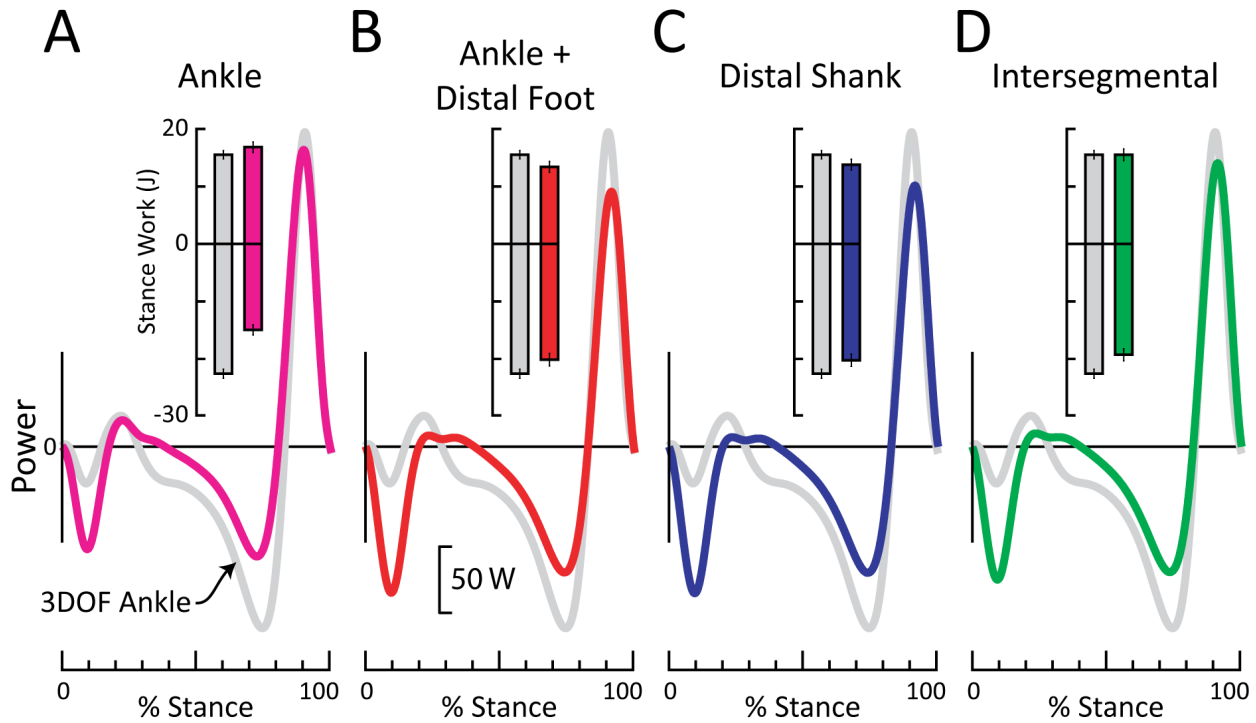 A
B
C
D
Ankle
Ankle +
Distal Foot
Distal Shank
Intersegmental
20
0
-30
Stance Work (J)
0
Power
50 W
3DOF Ankle
0
100
% Stance
0
100
% Stance
0
100
% Stance
0
100
% Stance